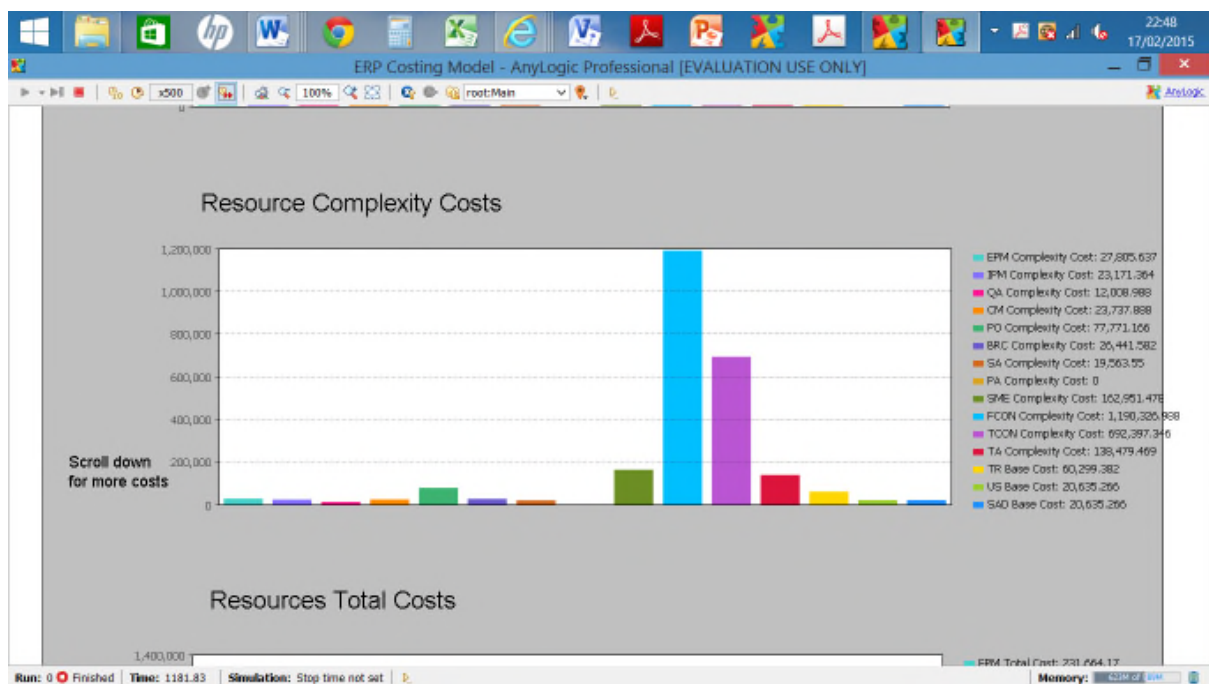 22:48
17/02/2015
ERP Costing Model - AnyLogic Professional [EVALUATION USE ONLY]
x500
100%
root:Main
AnyLogic
0
Resource Complexity Costs
1,200,000
1,000,000
800,000
600,000
400,000
200,000
0
Scroll down
for more costs
EPM Complexity Cost: 27,805.637
IPM Complexity Cost: 23,171.364
QA Complexity Cost: 12,008.988
CM Complexity Cost: 23,737.888
PO Complexity Cost: 77,771.166
BRC Complexity Cost: 26,441.582
SA Complexity Cost: 19,563.55
PA Complexity Cost: 0
SME Complexity Cost: 162,951.478
FCON Complexity Cost: 1,190,326.988
TCON Complexity Cost: 692,397.346
TA Complexity Cost: 138,479.469
TR Base Cost: 60,299.382
US Base Cost: 20,635.266
SAD Base Cost: 20,635.266
Resources Total Costs
1,400,000
EPM Total Cost: 231,664.17
Run: 0 Finished Time: 1181.83 Simulation: Stop time not set
Memory: